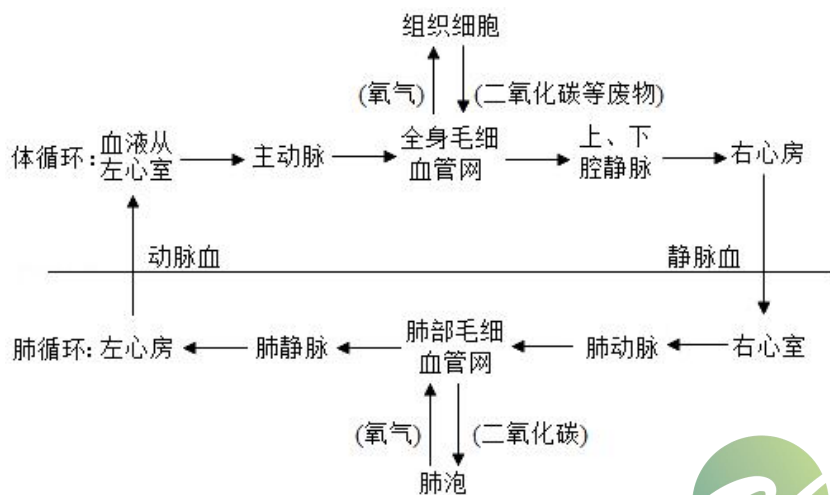 组织细胞
(氧气)
(二氧化碳等废物)
体循环:
血液从
左心室
主动脉
全身毛细
血管网
上、下
腔静脉
右心房
动脉血
静脉血
肺循环:
左心房
肺静脉
肺部毛细
血管网
肺动脉
右心室
(氧气)
(二氧化碳)
肺泡